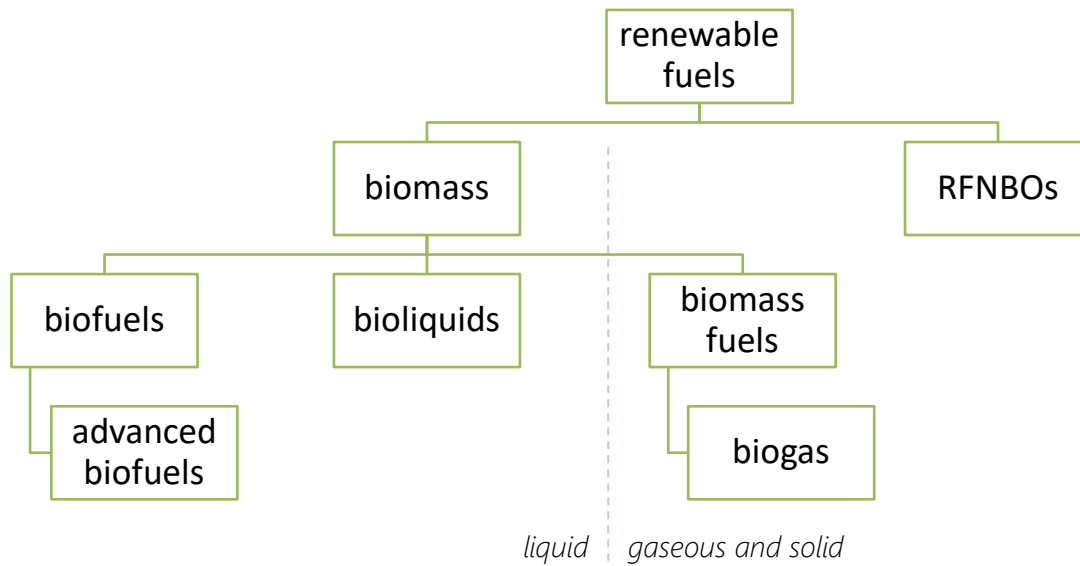 renewable
fuels
biomass
RFNBOs
biofuels
bioliquids
biomass
fuels
advanced
biofuels
biogas
liquid
gaseous and solid